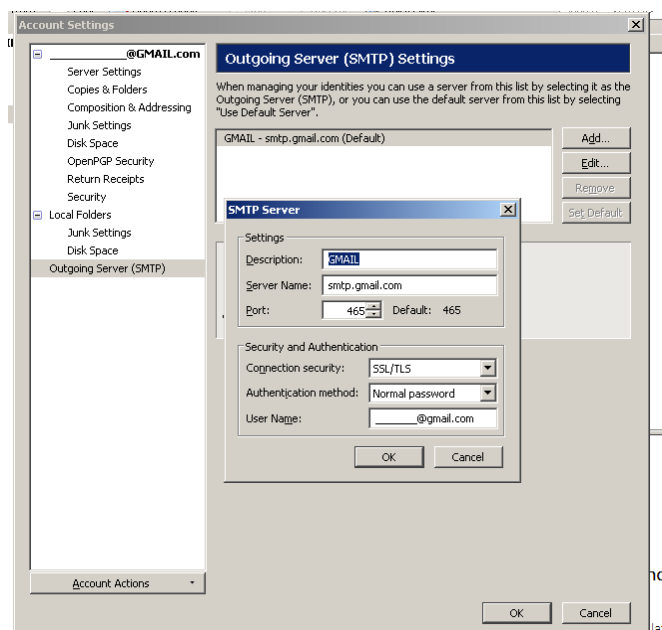 Account Settings
@GMAIL.com
Server Settings
Copies & Folders
Composition & Addressing
Junk Settings
Disk Space
OpenPGP Security
Return Receipts
Security
Local Folders
Junk Settings
Disk Space
Outgoing Server (SMTP)
Account Actions
Outgoing Server (SMTP) Settings
When managing your identities you can use a server from this list by selecting it as the
Outgoing Server (SMTP), or you can use the default server from this list by selecting
"Use Default Server".
GMAIL - smtp.gmail.com (Default)
Add...
Edit...
Remove
Set Default
SMTP Server
Settings
Description: GMAIL
Server Name: smtp.gmail.com
Port: 465 Default: 465
Security and Authentication
Connection security: SSL/TLS
Authentication method: Normal password
User Name: _______@gmail.com
OK Cancel
OK Cancel